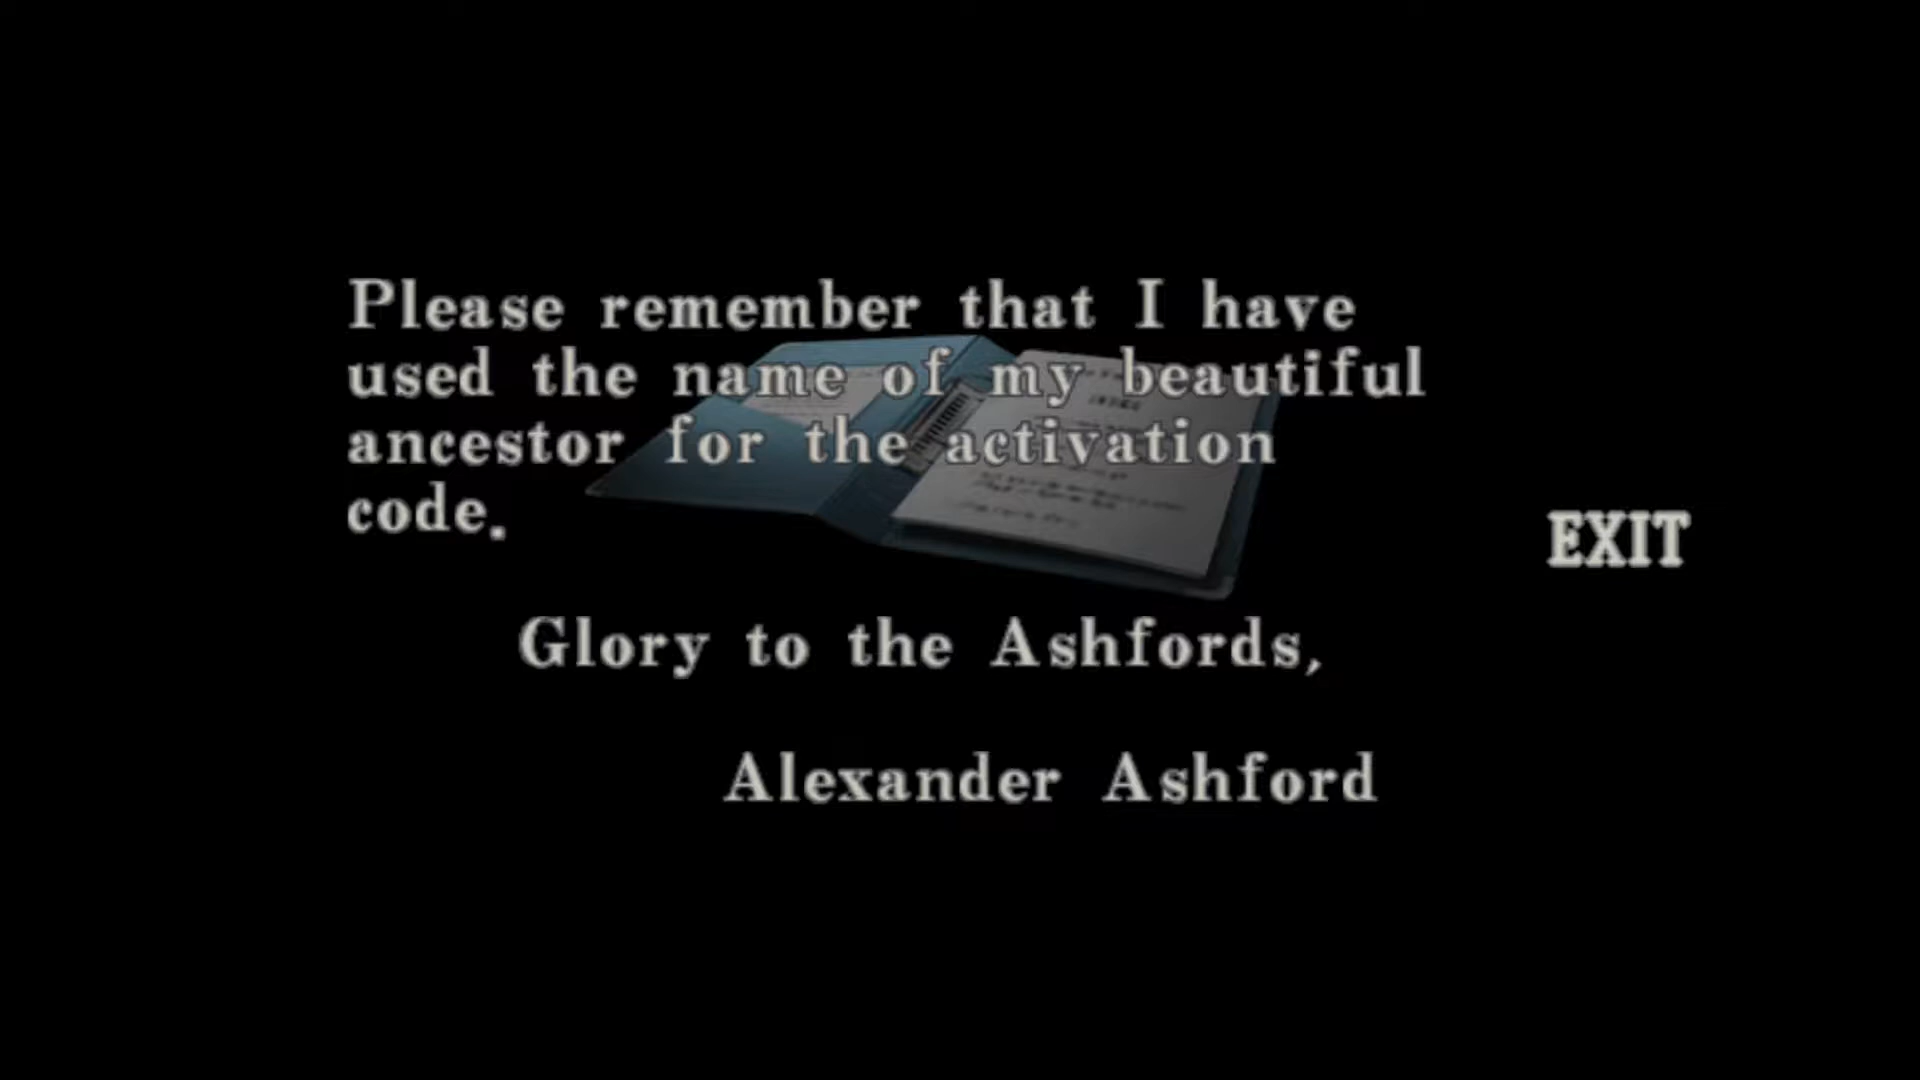 Please remember that I have
used the name of my beautiful
ancestor for the activation
code.
EXIT
Glory to the Ashfords,
Alexander Ashford